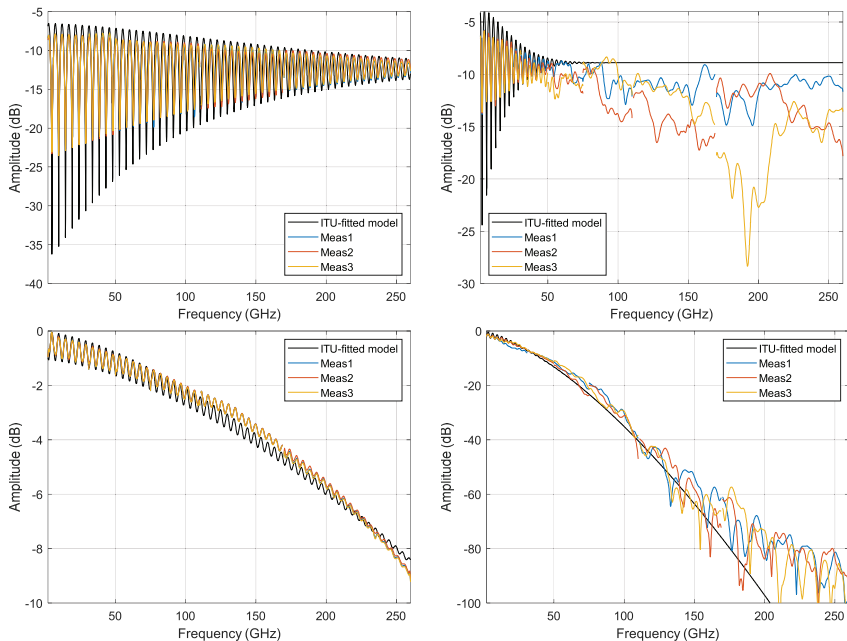 -5
-10
-15
-20
-25
-30
-35
-40
50
100
150
200
250
Amplitude (dB)
Frequency (GHz)
ITU-fitted model
Meas1
Meas2
Meas3
-5
-10
-15
-20
-25
-30
50
100
150
200
250
Amplitude (dB)
Frequency (GHz)
ITU-fitted model
Meas1
Meas2
Meas3
0
-2
-4
-6
-8
-10
50
100
150
200
250
Amplitude (dB)
Frequency (GHz)
ITU-fitted model
Meas1
Meas2
Meas3
0
-20
-40
-60
-80
-100
50
100
150
200
250
Amplitude (dB)
Frequency (GHz)
ITU-fitted model
Meas1
Meas2
Meas3